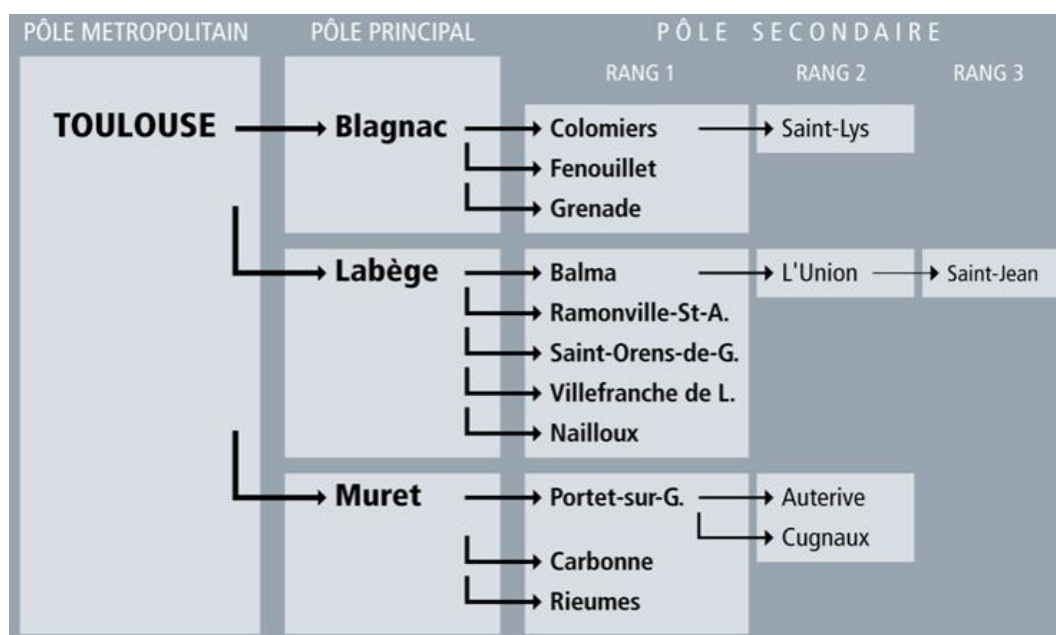 PÔLE METROPOLITAIN PÔLE PRINCIPAL PÔLE SECONDAIRE
RANG 1 RANG 2 RANG 3
TOULOUSE Blagnac Colomiers Saint-Lys
Fenouillet
Grenade
Labège Balma L'Union Saint-Jean
Ramonville-St-A.
Saint-Orens-de-G.
Villefranche de L.
Nailloux
Muret Portet-sur-G. Auterive
Cugnaux
Carbonne
Rieumes